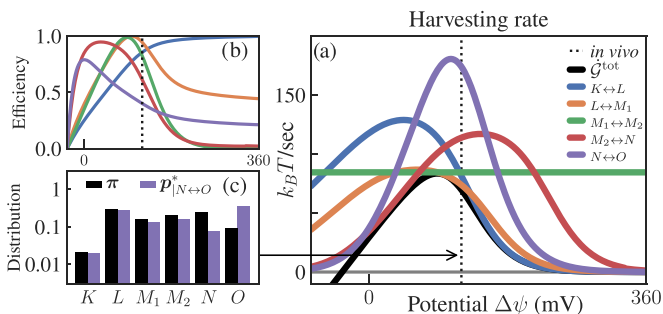 Harvesting rate
(b)
1.0
0.5
0.0
Efficiency
0
360
(a)
in vivo
𝒢̇ᵗᵒᵗ
K↔L
L↔M₁
M₁↔M₂
M₂↔N
N↔O
150
0
k_BT/sec
0
360
Potential Δψ (mV)
(c)
π
p*|N↔O
Distribution
1
0.1
0.01
K L M₁ M₂ N O